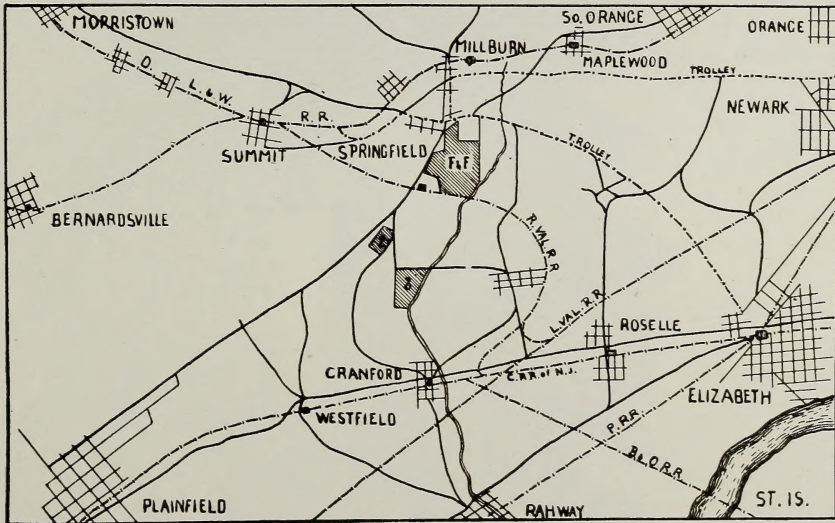 MORRISTOWN
So. ORANGE
ORANGE
MILLBURN
MAPLEWOOD
D. L. & W. R. R.
TROLLEY
NEWARK
SUMMIT
SPRINGFIELD
F & F
TROLLEY
BERNARDSVILLE
R. VAL. R R
L. VAL. R. R
ROSELLE
CRANFORD
C. R.R. of N.J.
ELIZABETH
WESTFIELD
P. R.R.
B & O. R R
PLAINFIELD
RAHWAY
ST. IS.